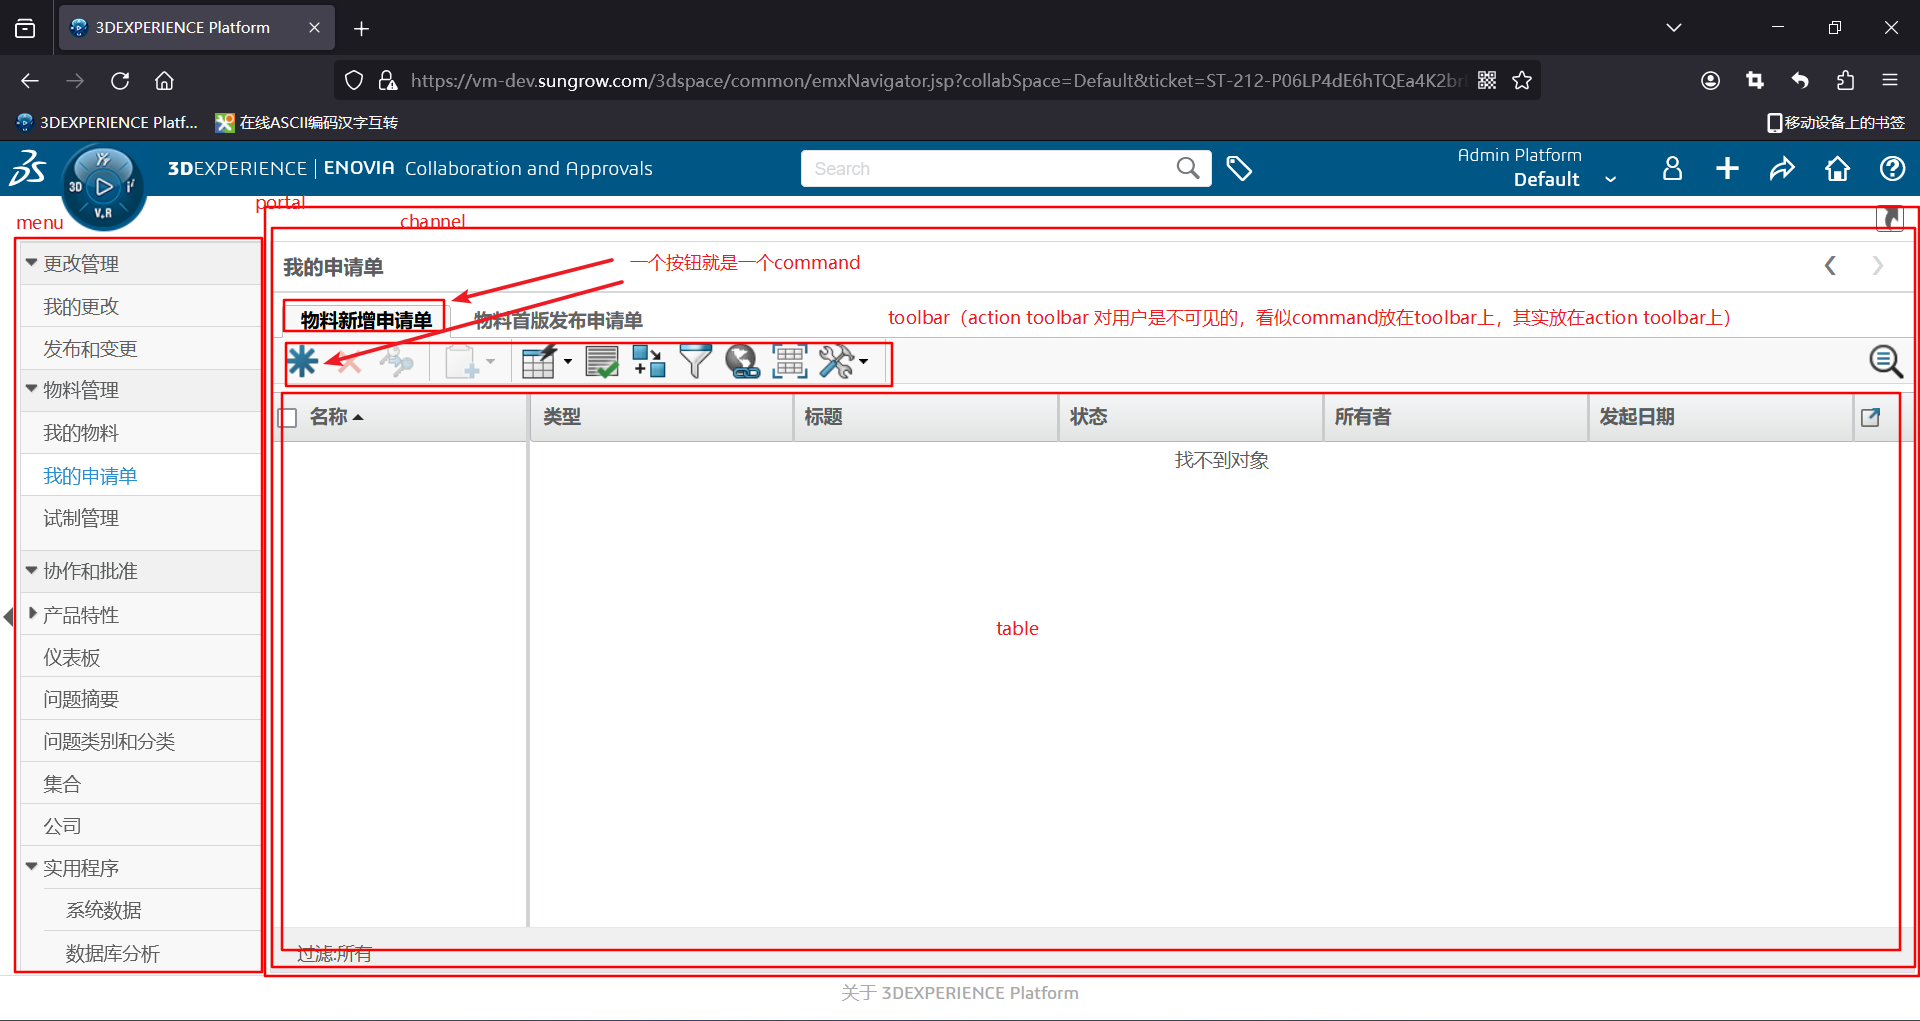 3DEXPERIENCE Platform
https://vm-dev.sungrow.com/3dspace/common/emxNavigator.jsp?collabSpace=Default&ticket=ST-212-P06LP4dE6hTQEa4K2br
3DEXPERIENCE Platf...
在线ASCII编码汉字互转
移动设备上的书签
3DEXPERIENCE | ENOVIA Collaboration and Approvals
Search
Admin Platform
Default
3D
V.R
menu
portal
channel
更改管理
我的更改
发布和变更
物料管理
我的物料
我的申请单
试制管理
协作和批准
产品特性
仪表板
问题摘要
问题类别和分类
集合
公司
实用程序
系统数据
数据库分析
我的申请单
一个按钮就是一个command
物料新增申请单
物料首版发布申请单
toolbar（action toolbar 对用户是不可见的，看似command放在toolbar上，其实放在action toolbar上）
名称
类型
标题
状态
所有者
发起日期
找不到对象
table
过滤:所有
关于 3DEXPERIENCE Platform